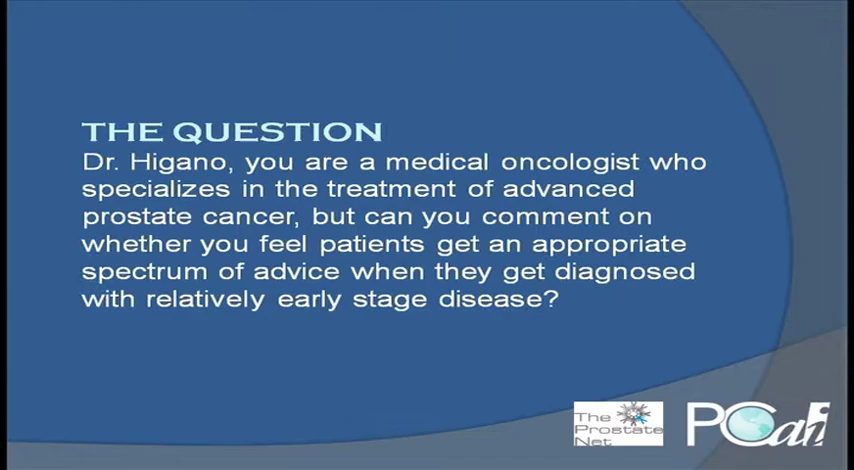 THE QUESTION
Dr. Higano, you are a medical oncologist who
specializes in the treatment of advanced
prostate cancer, but can you comment on
whether you feel patients get an appropriate
spectrum of advice when they get diagnosed
with relatively early stage disease?
The
Prostate
Net
PCai